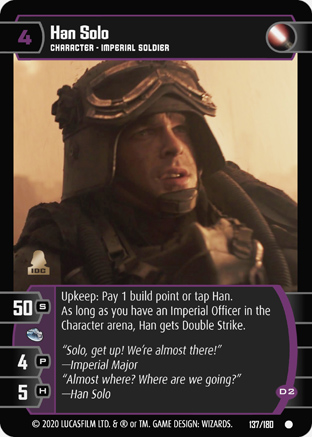 4
Han Solo
CHARACTER · IMPERIAL SOLDIER
IDC
50 S
Upkeep: Pay 1 build point or tap Han.
As long as you have an Imperial Officer in the
Character arena, Han gets Double Strike.
4 P
“Solo, get up! We’re almost there!”
—Imperial Major
5 H
“Almost where? Where are we going?”
—Han Solo
D2
© 2020 LUCASFILM LTD. & ® OR TM. GAME DESIGN: WIZARDS.
137/180